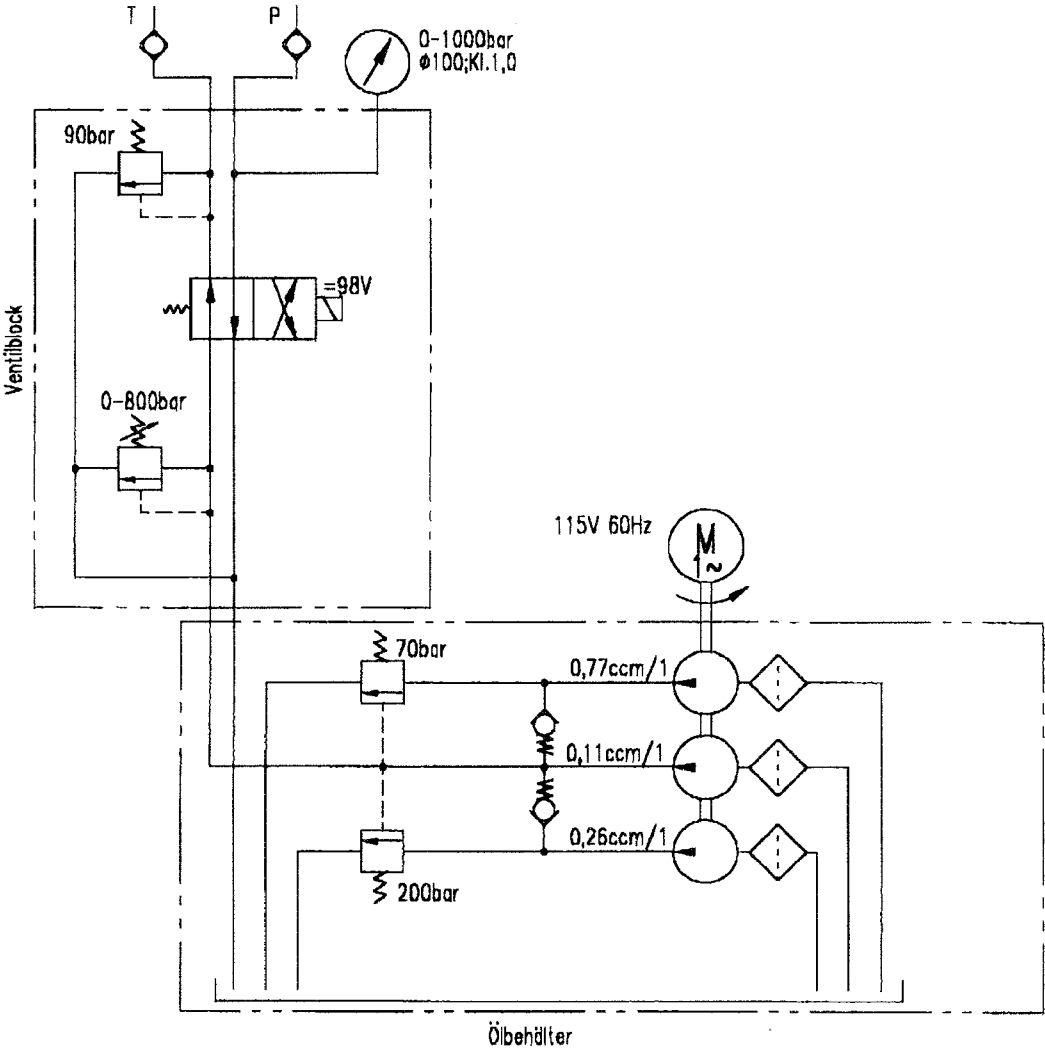 T
P
0-1000bar
ø100;Kl.1,0
90bar
=98V
Ventilblock
0-800bar
115V 60Hz
M
~
70bar
0,77ccm/1
0,11ccm/1
0,26ccm/1
200bar
Ölbehälter